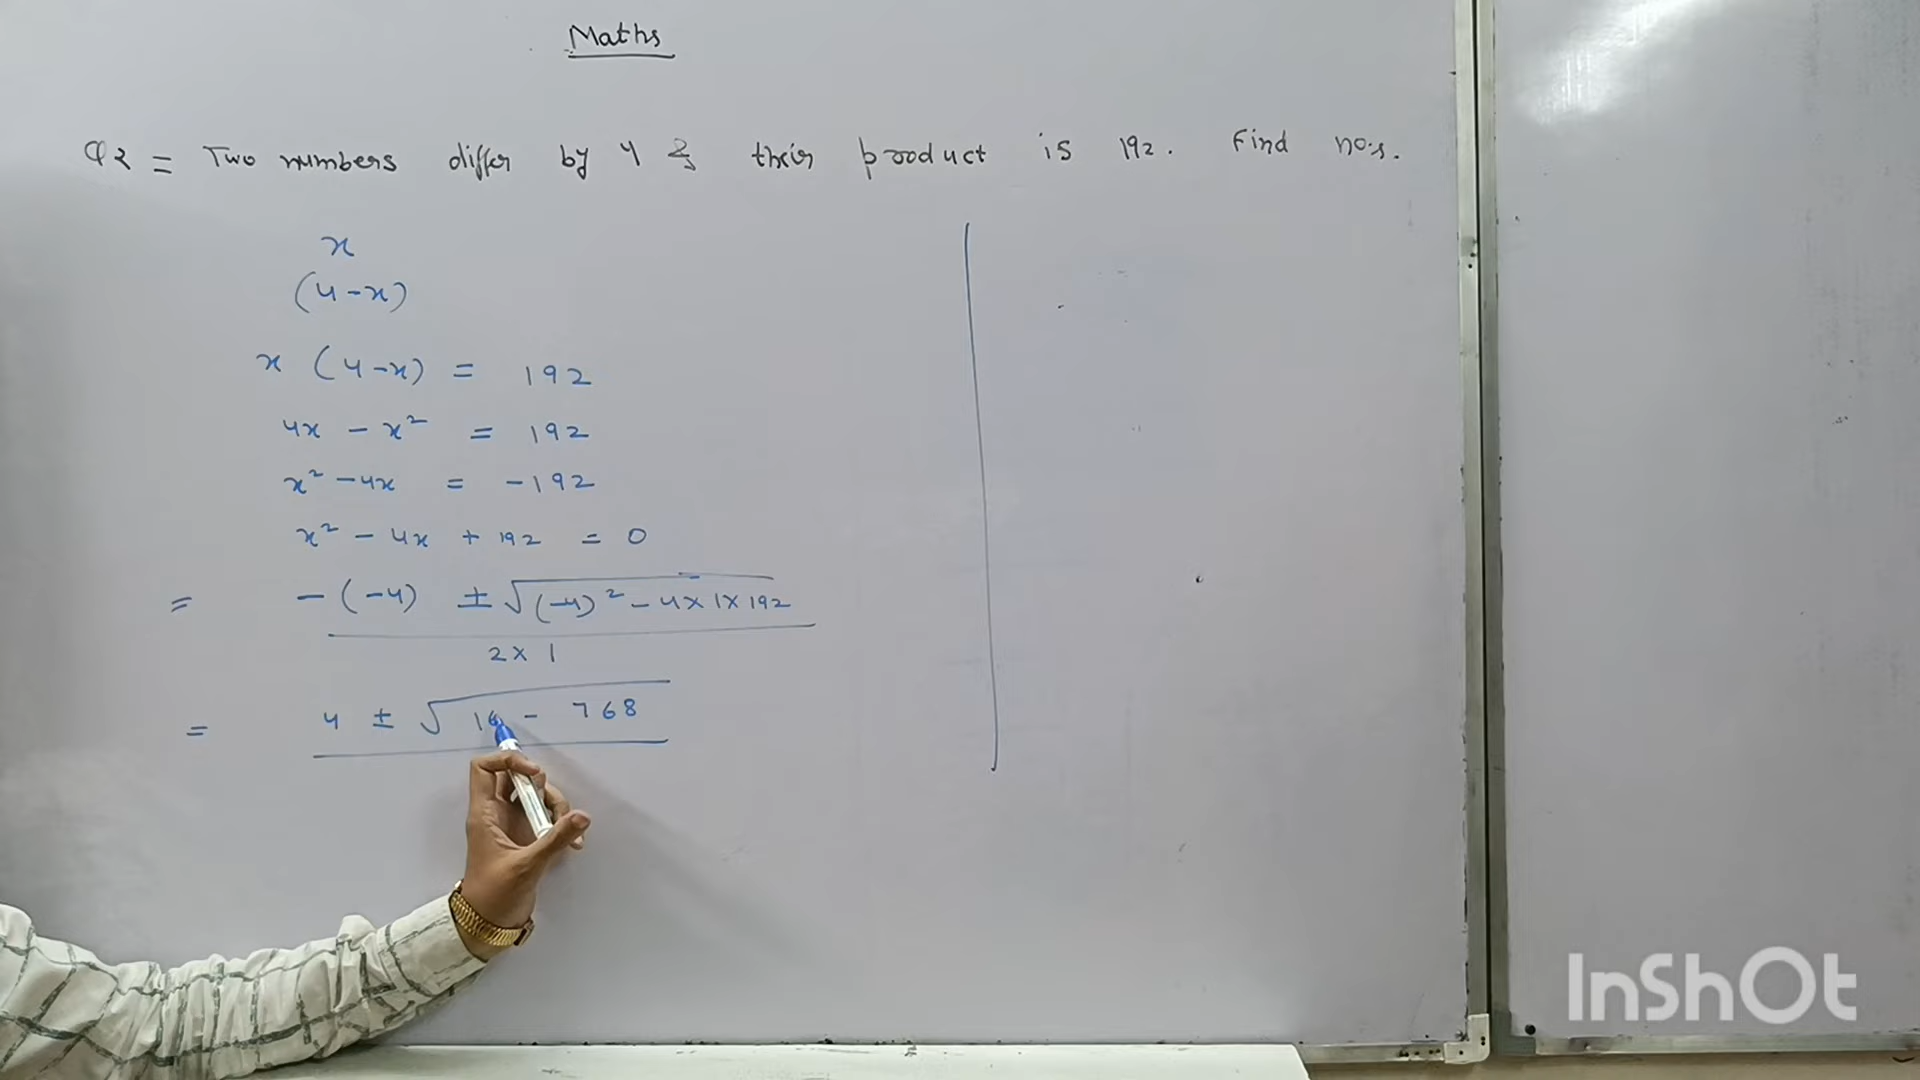 Maths
Q2 = Two numbers differ by 4 & their product is 192. Find no.s.
x
(4-x)
x (4-x) = 192
4x - x² = 192
x² - 4x = -192
x² - 4x + 192 = 0
= -(-4) ± √(-4)² - 4×1×192
2×1
= 4 ± √16 - 768
InShOt